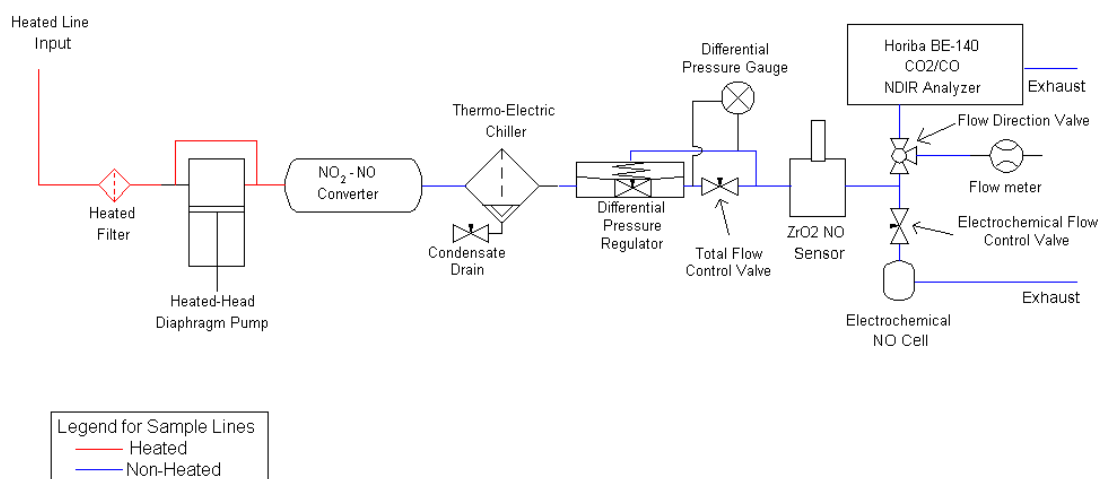 Heated Line
Input
Heated
Filter
Heated-Head
Diaphragm Pump
NO₂ - NO
Converter
Thermo-Electric
Chiller
Condensate
Drain
Differential
Pressure
Regulator
Differential
Pressure Gauge
Total Flow
Control Valve
ZrO2 NO
Sensor
Horiba BE-140
CO2/CO
NDIR Analyzer
Exhaust
Flow Direction Valve
Flow meter
Electrochemical Flow
Control Valve
Exhaust
Electrochemical
NO Cell
Legend for Sample Lines
Heated
Non-Heated